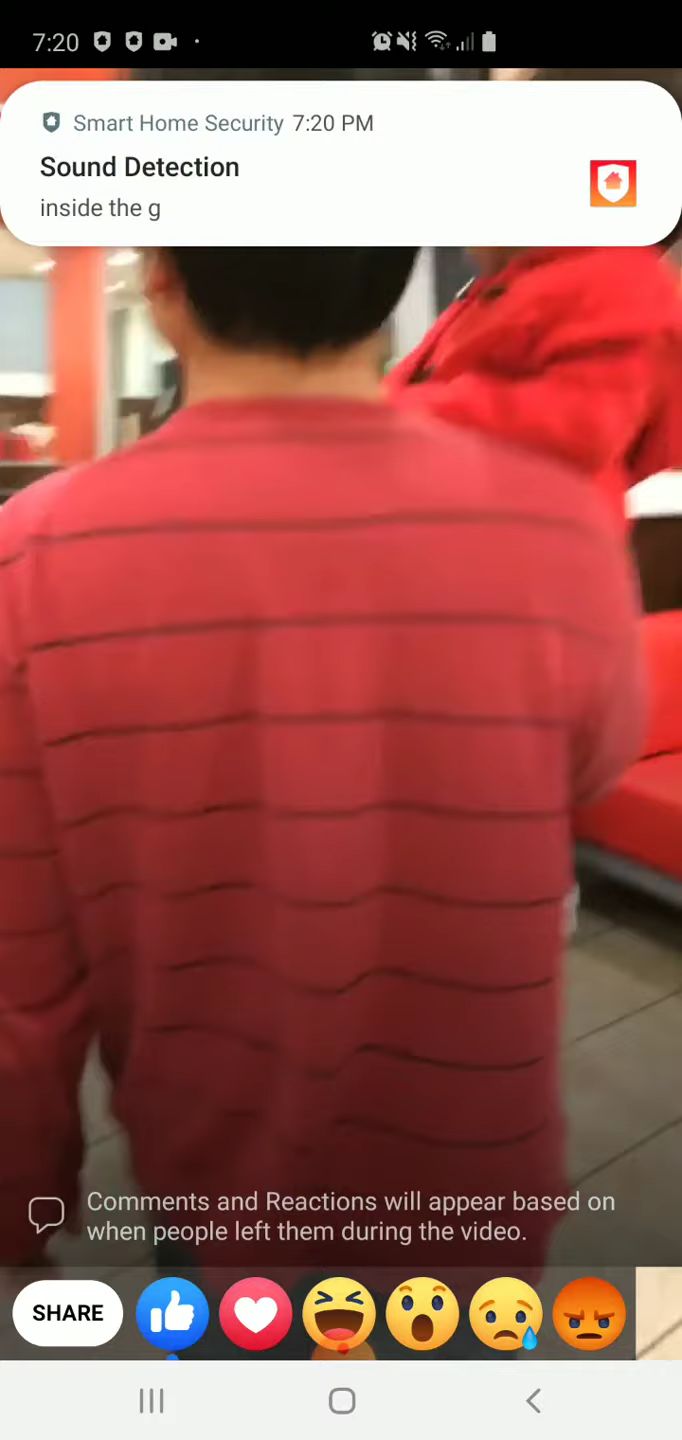 7:20
Smart Home Security 7:20 PM
Sound Detection
inside the g
Comments and Reactions will appear based on
when people left them during the video.
SHARE